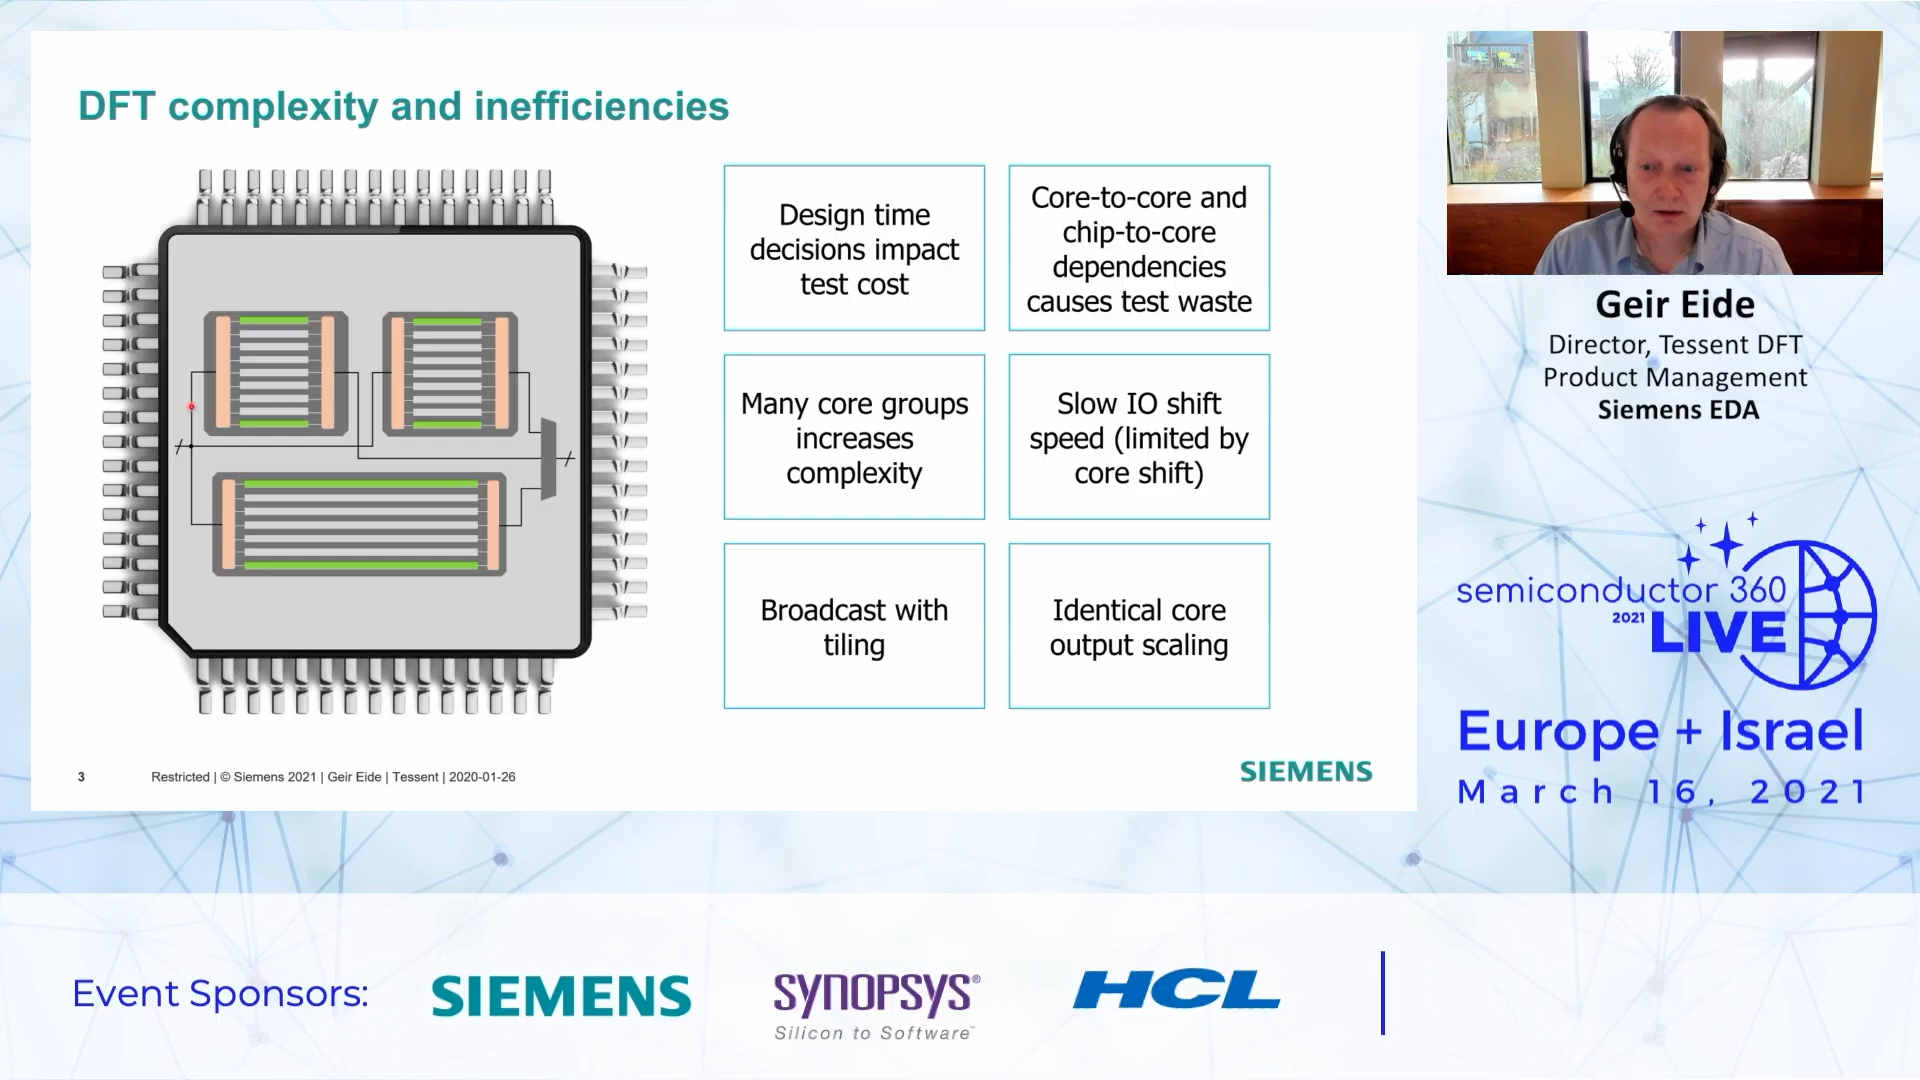 DFT complexity and inefficiencies
Design time
decisions impact
test cost
Core-to-core and
chip-to-core
dependencies
causes test waste
Many core groups
increases
complexity
Slow IO shift
speed (limited by
core shift)
Broadcast with
tiling
Identical core
output scaling
3 Restricted | © Siemens 2021 | Geir Eide | Tessent | 2020-01-26
SIEMENS
Geir Eide
Director, Tessent DFT
Product Management
Siemens EDA
semiconductor 360
2021 LIVE
Europe + Israel
March 16, 2021
Event Sponsors:
SIEMENS
SYNOPSYS®
Silicon to Software™
HCL